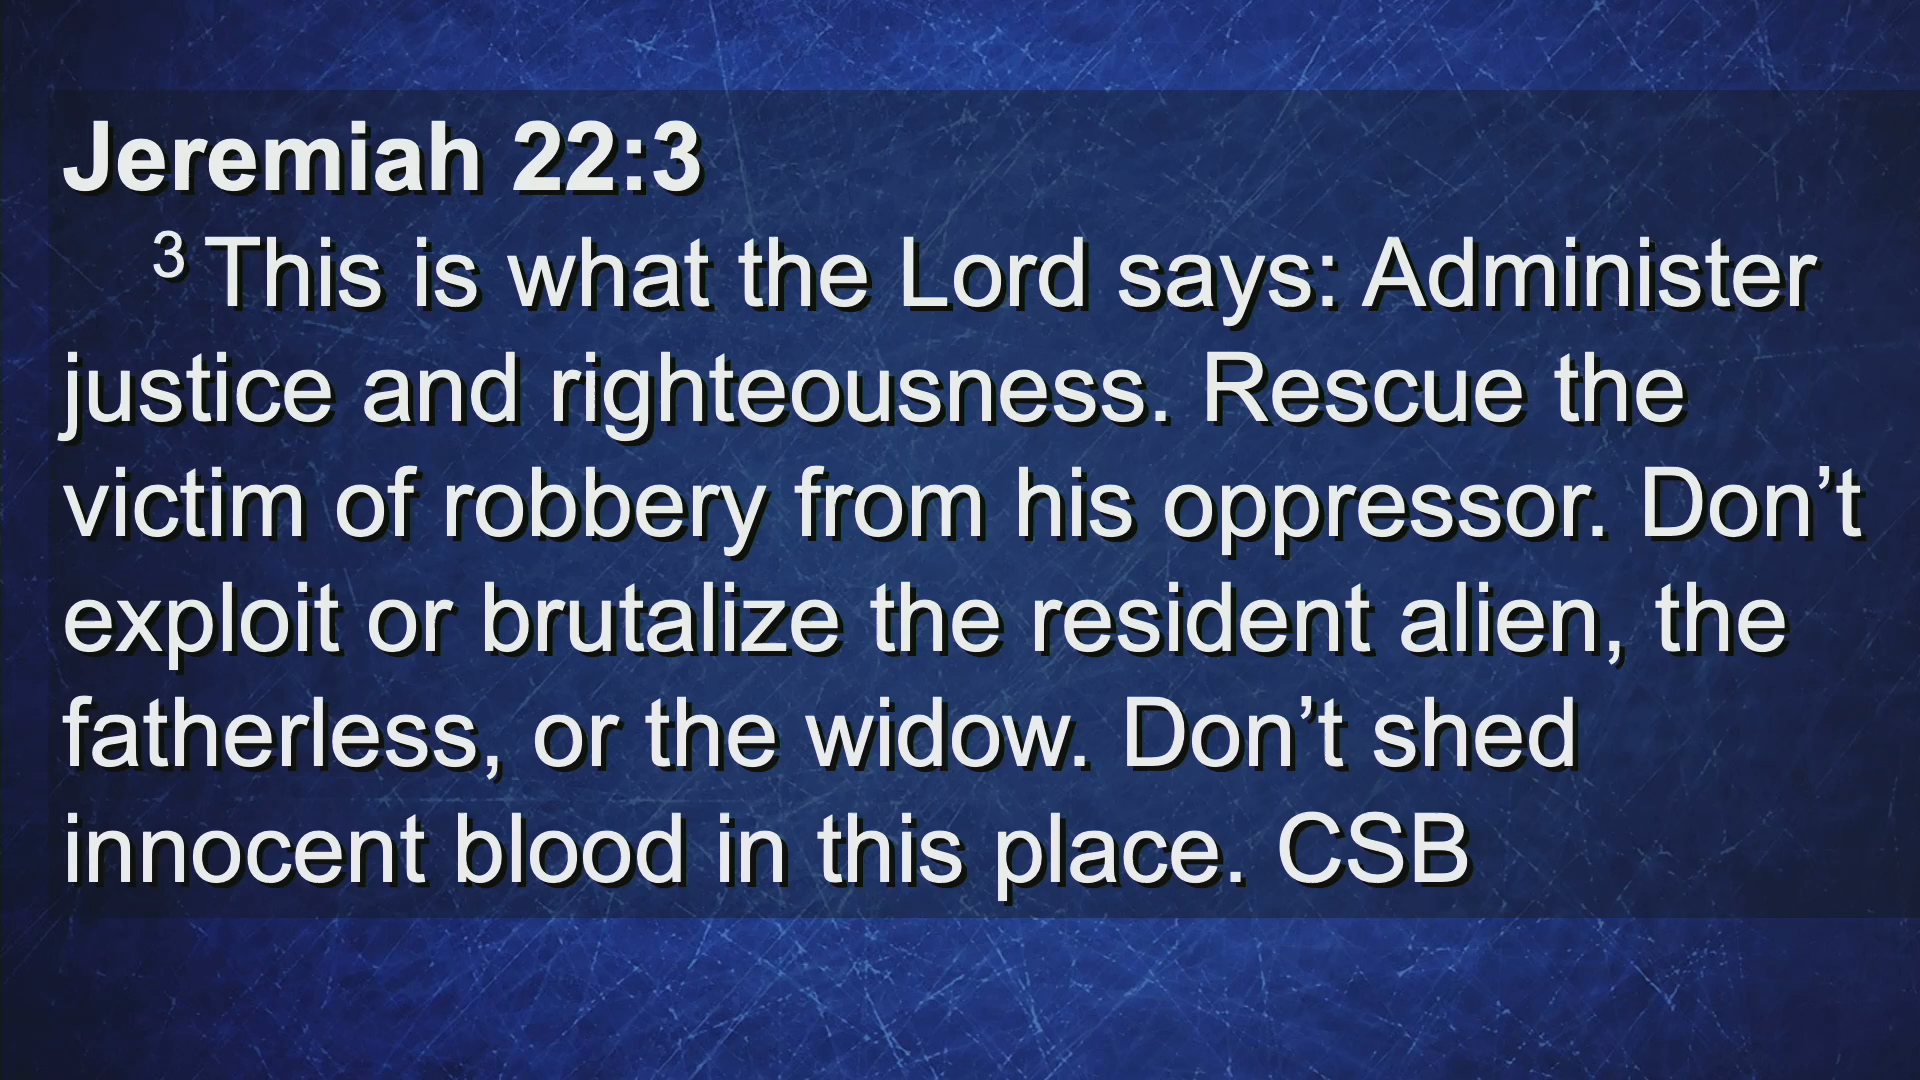 Jeremiah 22:3
3 This is what the Lord says: Administer
justice and righteousness. Rescue the
victim of robbery from his oppressor. Don’t
exploit or brutalize the resident alien, the
fatherless, or the widow. Don’t shed
innocent blood in this place. CSB